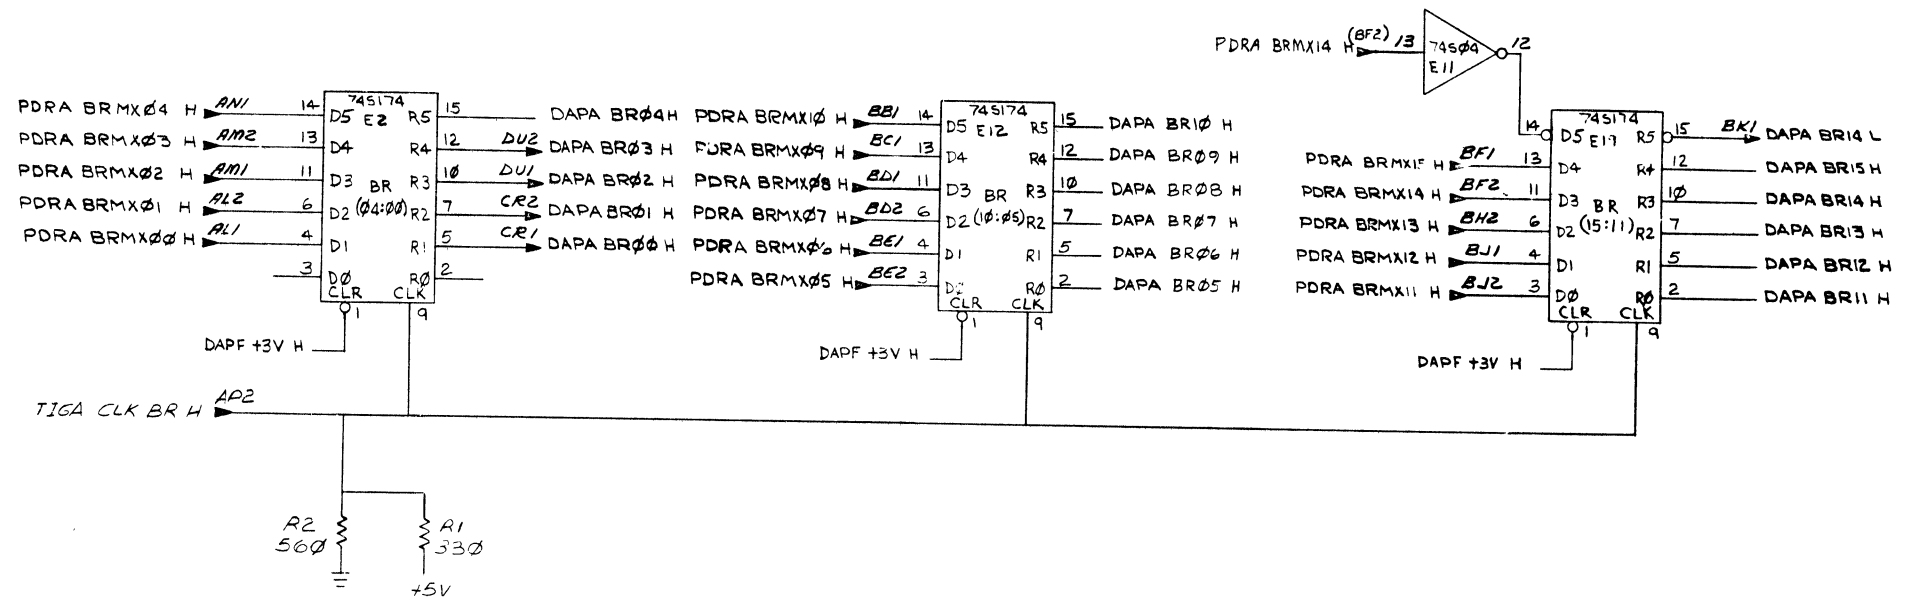 PDRA BRMX14 H (BF2) 13 74SØ4 E11 12
74S174 E2
PDRA BRMXØ4 H AN1 14 D5 R5 15 DAPA BRØ4 H
PDRA BRMXØ3 H AM2 13 D4 R4 12 DU2 DAPA BRØ3 H
PDRA BRMXØ2 H AM1 11 D3 BR R3 1Ø DU1 DAPA BRØ2 H
PDRA BRMXØ1 H AL2 6 D2 (Ø4:ØØ) R2 7 CR2 DAPA BRØ1 H
PDRA BRMXØØ H AL1 4 D1 R1 5 CR1 DAPA BRØØ H
3 DØ RØ 2
CLR CLK
1 9
DAPF +3V H
74S174 E12
PDRA BRMX1Ø H BB1 14 D5 R5 15 DAPA BR1Ø H
PDRA BRMXØ9 H BC1 13 D4 R4 12 DAPA BRØ9 H
PDRA BRMXØ8 H BD1 11 D3 BR R3 1Ø DAPA BRØ8 H
PDRA BRMXØ7 H BD2 6 D2 (1Ø:Ø5) R2 7 DAPA BRØ7 H
PDRA BRMXØ6 H BE1 4 D1 R1 5 DAPA BRØ6 H
PDRA BRMXØ5 H BE2 3 DØ RØ 2 DAPA BRØ5 H
CLR CLK
1 9
DAPF +3V H
74S174
14 D5 R5 15 BK1 DAPA BR14 L
PDRA BRMX15 H BF1 13 D4 R4 12 DAPA BR15 H
PDRA BRMX14 H BF2 11 D3 BR R3 1Ø DAPA BR14 H
PDRA BRMX13 H BH2 6 D2 (15:11) R2 7 DAPA BR13 H
PDRA BRMX12 H BJ1 4 D1 R1 5 DAPA BR12 H
PDRA BRMX11 H BJ2 3 DØ RØ 2 DAPA BR11 H
CLR CLK
1 9
DAPF +3V H
TIGA CLK BR H AP2
R2 56Ø
R1 33Ø
+5V